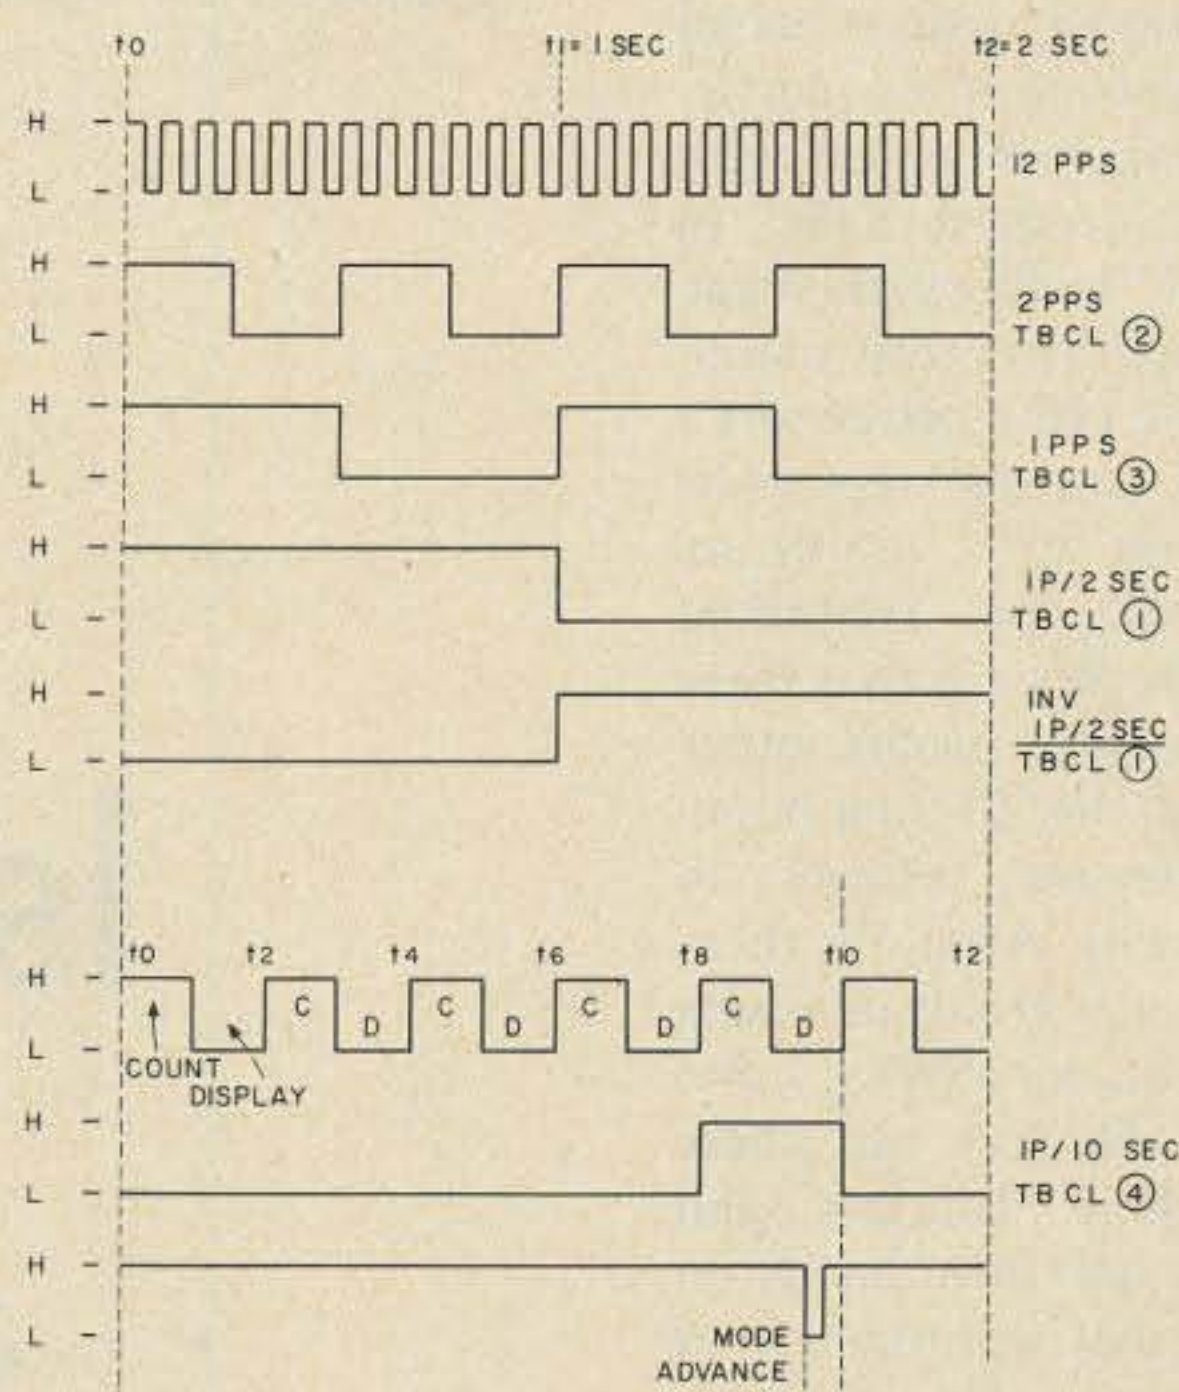 t0 t1= 1 SEC t2= 2 SEC
H
L
12 PPS
H
L
2 PPS
TBCL ②
H
L
1 PPS
TBCL ③
H
L
1P/2 SEC
TBCL ①
H
L
INV
1P/2 SEC
TBCL ①
t0 t2 t4 t6 t8 t10 t2
H
C C C C
D D D D
L
COUNT
DISPLAY
H
L
1P/10 SEC
TBCL ④
H
L
MODE
ADVANCE